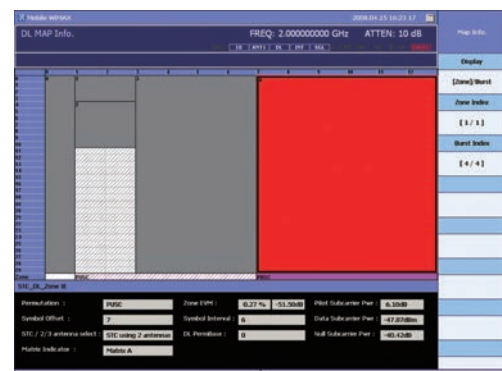 Mobile WiMAX 2008.04.25 16:23:17
DL MAP Info. FREQ: 2.000000000 GHz ATTEN: 10 dB
Map Info.
Display
[Zone]/Burst
Zone Index
[1/1]
Burst Index
[4/4]
Zone PUSC PUSC
STC_DL_Zone IE
Permutation : PUSC Zone EVM : 0.27 % -51.50dB Pilot Subcarrier Pwr : 6.10dB
Symbol Offset : 7 Symbol Interval : 6 Data Subcarrier Pwr : -47.87dBm
STC / 2/3 antenna select : STC using 2 antennas DL-PermBase : 0 Null Subcarrier Pwr : -40.42dB
Matrix Indicator : Matrix A